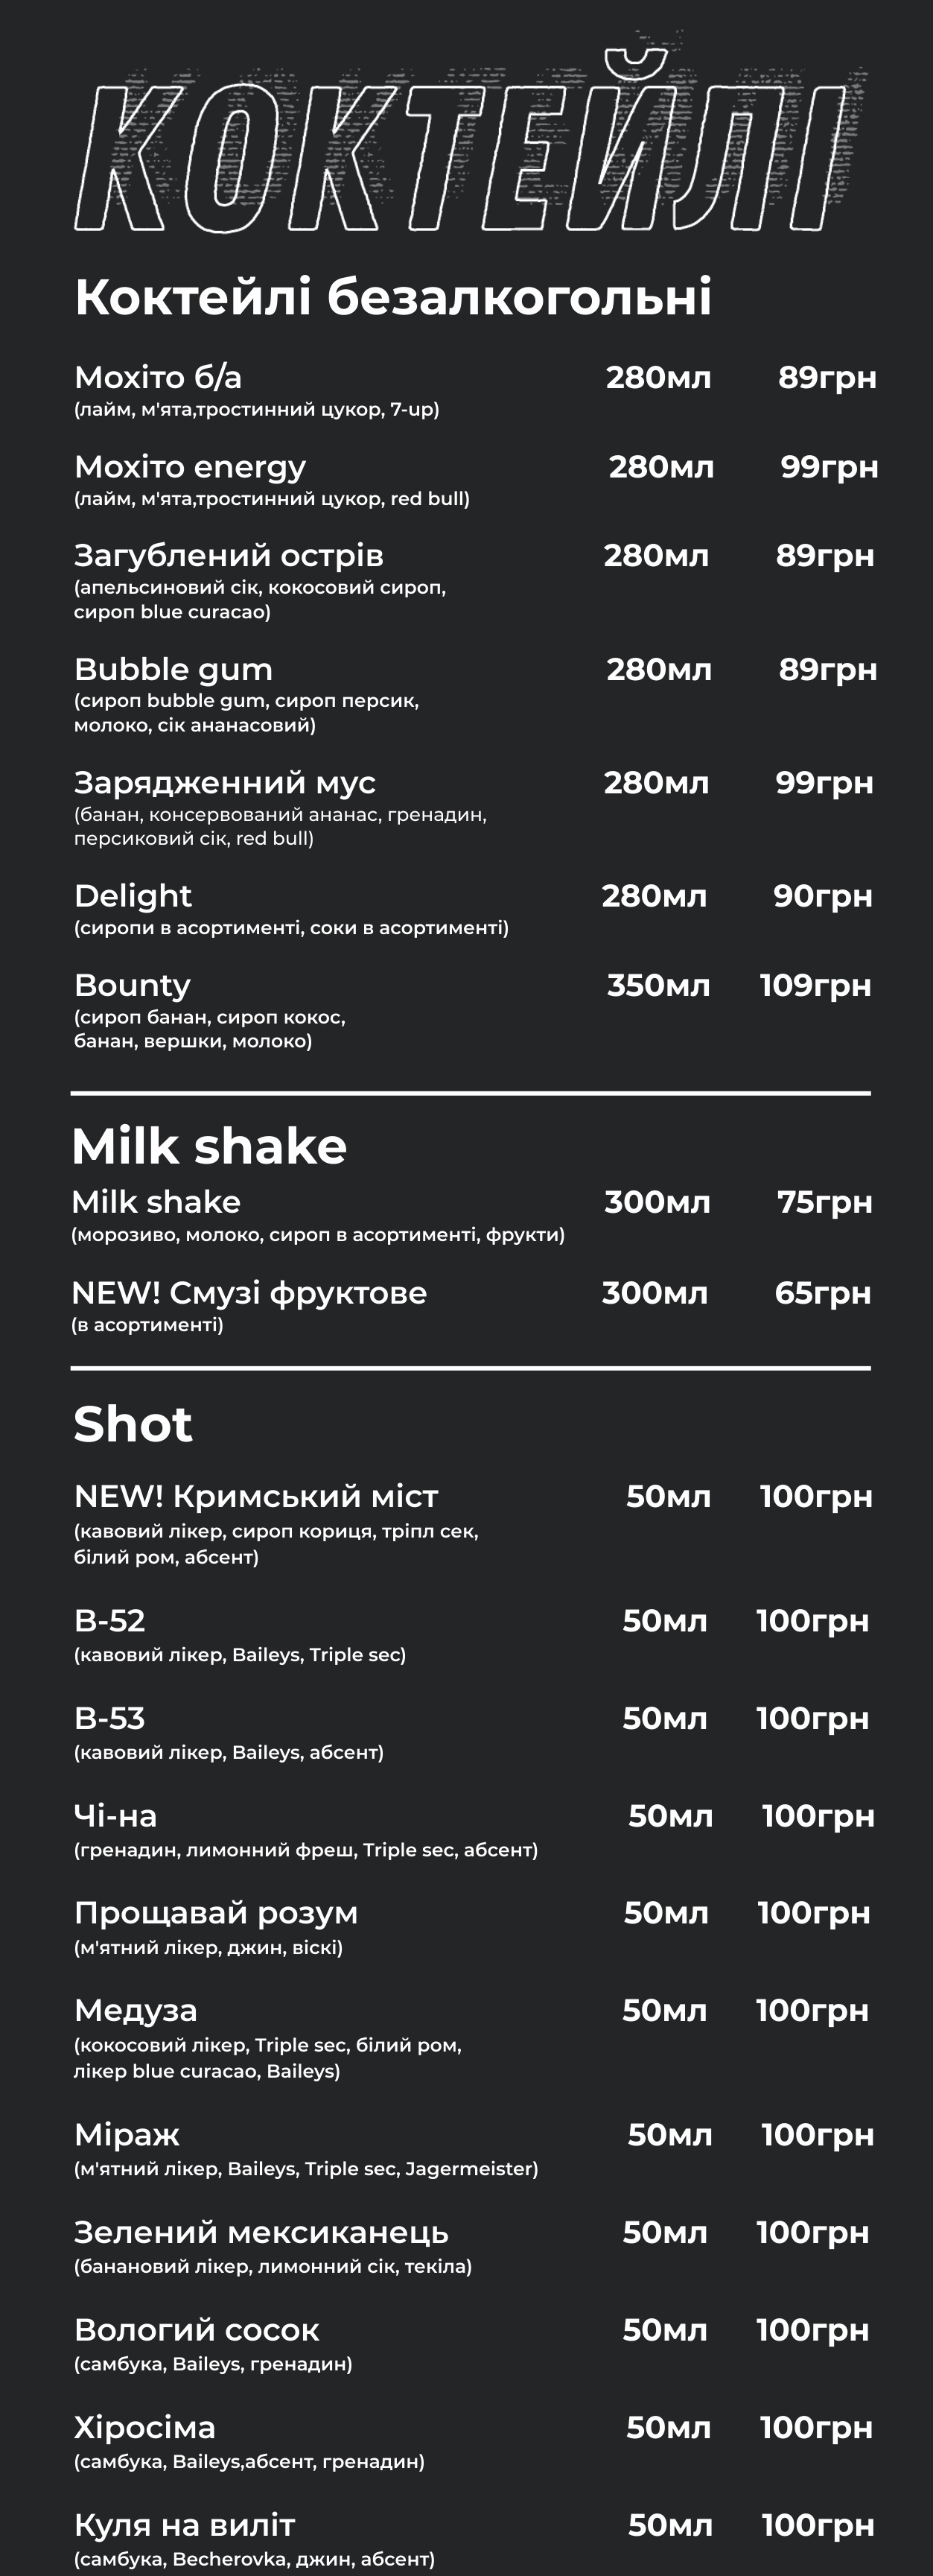 КОКТЕЙЛІ
Коктейлі безалкогольні
Мохіто б/а 280мл 89грн
(лайм, м'ята,тростинний цукор, 7-up)
Мохіто energy 280мл 99грн
(лайм, м'ята,тростинний цукор, red bull)
Загублений острів 280мл 89грн
(апельсиновий сік, кокосовий сироп,
сироп blue curacao)
Bubble gum 280мл 89грн
(сироп bubble gum, сироп персик,
молоко, сік ананасовий)
Зарядженний мус 280мл 99грн
(банан, консервований ананас, гренадин,
персиковий сік, red bull)
Delight 280мл 90грн
(сиропи в асортименті, соки в асортименті)
Bounty 350мл 109грн
(сироп банан, сироп кокос,
банан, вершки, молоко)
Milk shake
Milk shake 300мл 75грн
(морозиво, молоко, сироп в асортименті, фрукти)
NEW! Смузі фруктове 300мл 65грн
(в асортименті)
Shot
NEW! Кримський міст 50мл 100грн
(кавовий лікер, сироп кориця, тріпл сек,
білий ром, абсент)
B-52 50мл 100грн
(кавовий лікер, Baileys, Triple sec)
B-53 50мл 100грн
(кавовий лікер, Baileys, абсент)
Чі-на 50мл 100грн
(гренадин, лимонний фреш, Triple sec, абсент)
Прощавай розум 50мл 100грн
(м'ятний лікер, джин, віскі)
Медуза 50мл 100грн
(кокосовий лікер, Triple sec, білий ром,
лікер blue curacao, Baileys)
Міраж 50мл 100грн
(м'ятний лікер, Baileys, Triple sec, Jagermeister)
Зелений мексиканець 50мл 100грн
(банановий лікер, лимонний сік, текіла)
Вологий сосок 50мл 100грн
(самбука, Baileys, гренадин)
Хіросіма 50мл 100грн
(самбука, Baileys,абсент, гренадин)
Куля на виліт 50мл 100грн
(самбука, Becherovka, джин, абсент)